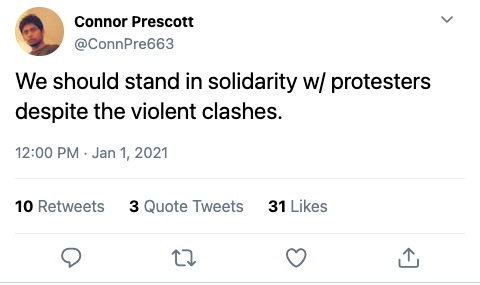 Connor Prescott
@ConnPre663
We should stand in solidarity w/ protesters
despite the violent clashes.
12:00 PM · Jan 1, 2021
10 Retweets 3 Quote Tweets 31 Likes